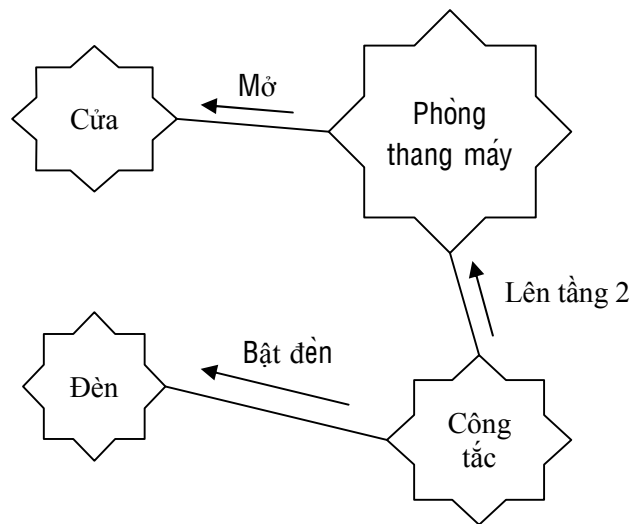 Mở
Cửa
Phòng
thang máy
Lên tầng 2
Bật đèn
Đèn
Công
tắc